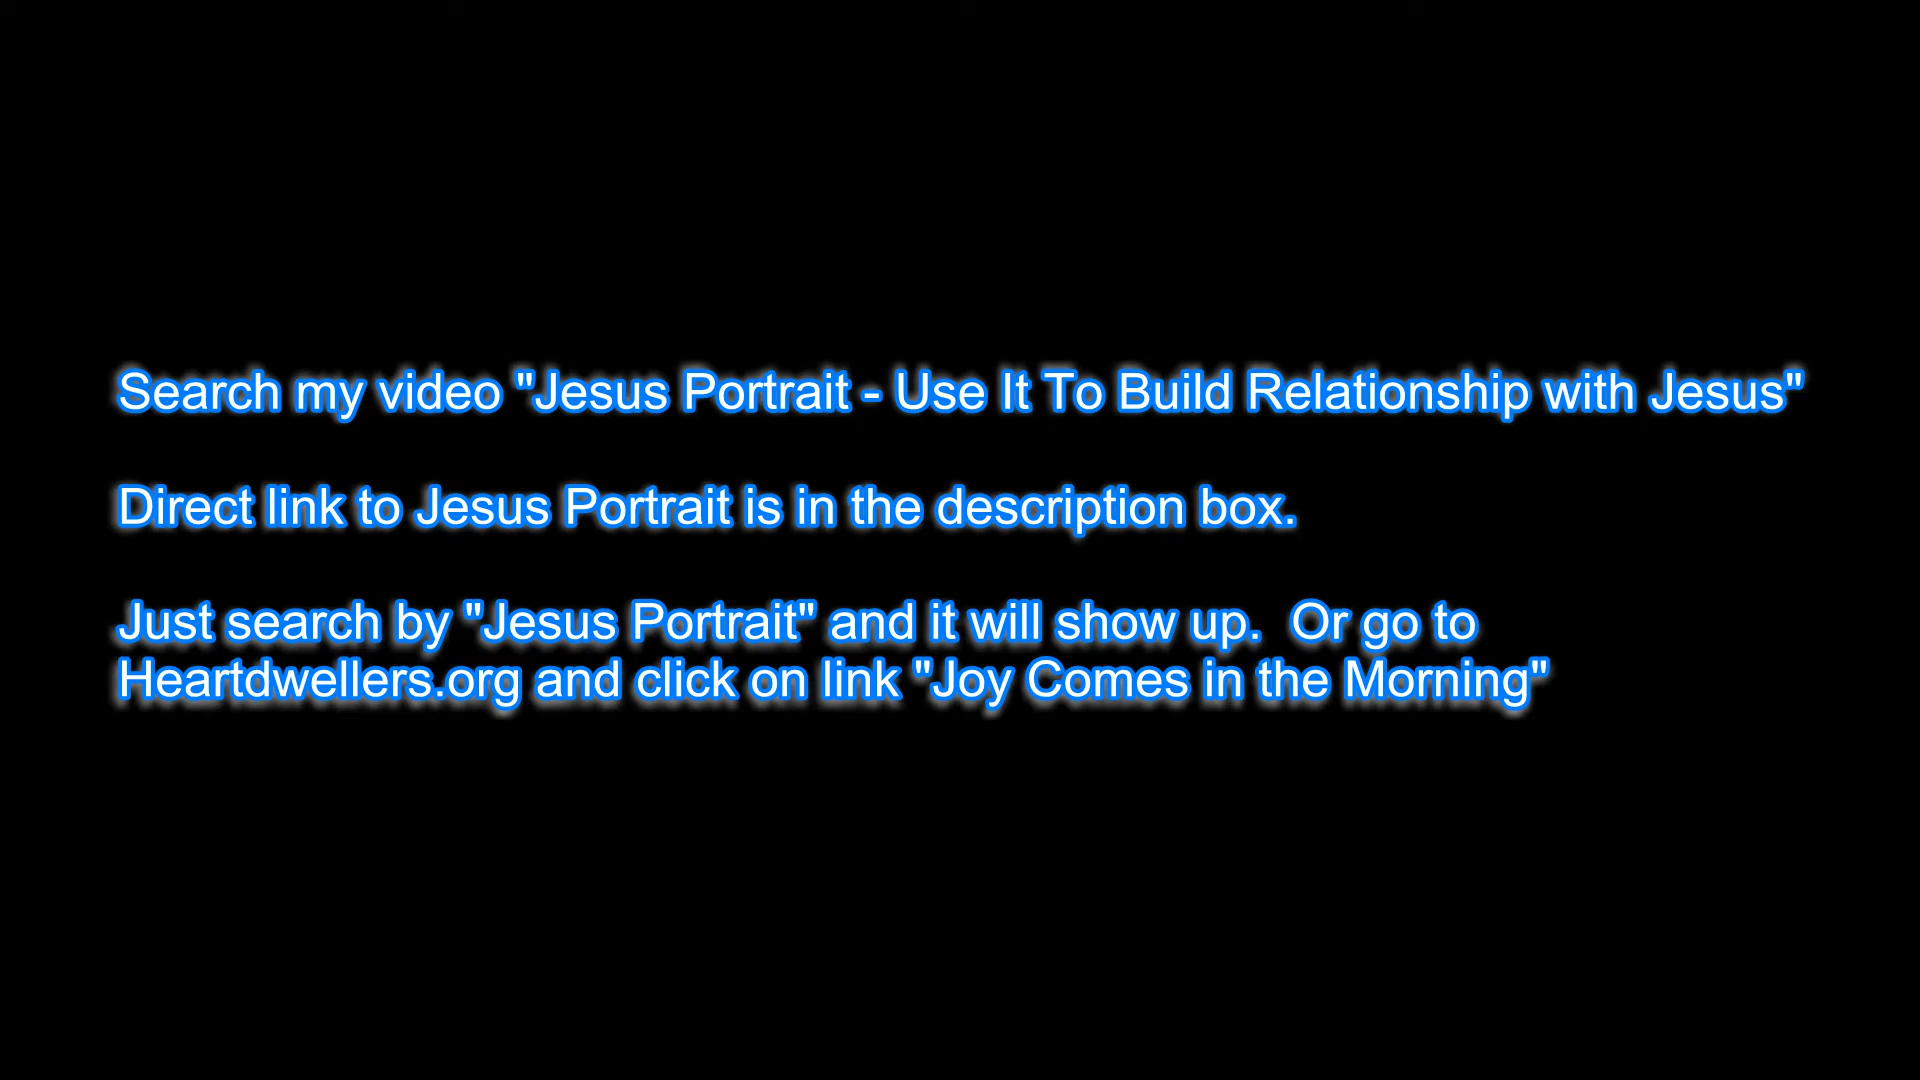 Search my video "Jesus Portrait - Use It To Build Relationship with Jesus"
Direct link to Jesus Portrait is in the description box.
Just search by "Jesus Portrait" and it will show up.  Or go to
Heartdwellers.org and click on link "Joy Comes in the Morning"